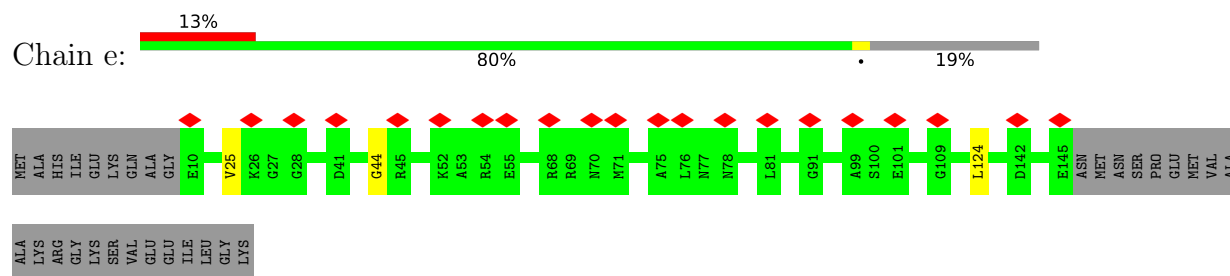 13%
Chain e:
80% • 19%
MET ALA HIS ILE GLU LYS GLN ALA GLY E10 V25 K26 G27 G28 D41 G44 R45 K52 A53 R54 E55 R68 R69 N70 M71 A75 L76 N77 N78 L81 G91 A99 S100 E101 G109 L124 D142 E145 ASN MET ASN SER PRO GLU MET VAL ALA
ALA LYS ARG GLY LYS SER VAL GLU GLU ILE LEU GLY LYS